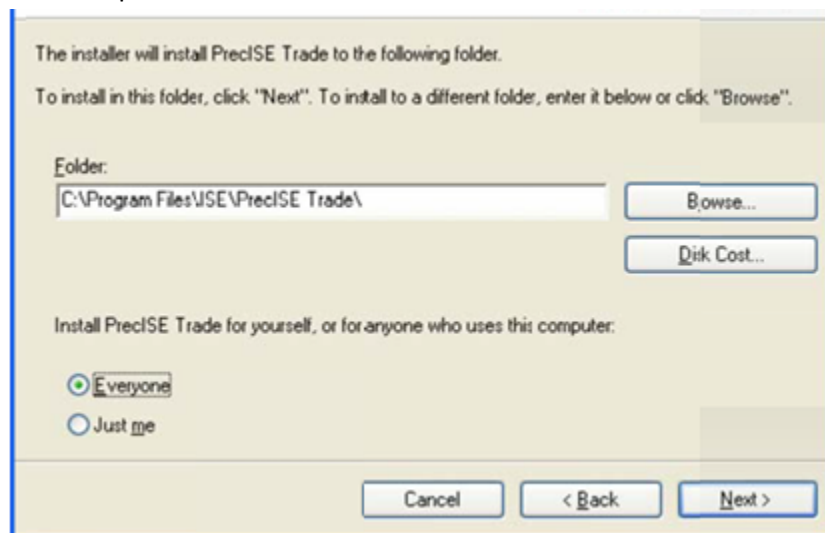 The installer will install PrecISE Trade to the following folder.
To install in this folder, click "Next". To install to a different folder, enter it below or click "Browse".
Folder:
C:\Program Files\ISE\PrecISE Trade\
Browse...
Disk Cost...
Install PrecISE Trade for yourself, or for anyone who uses this computer:
Everyone
Just me
Cancel
< Back
Next >